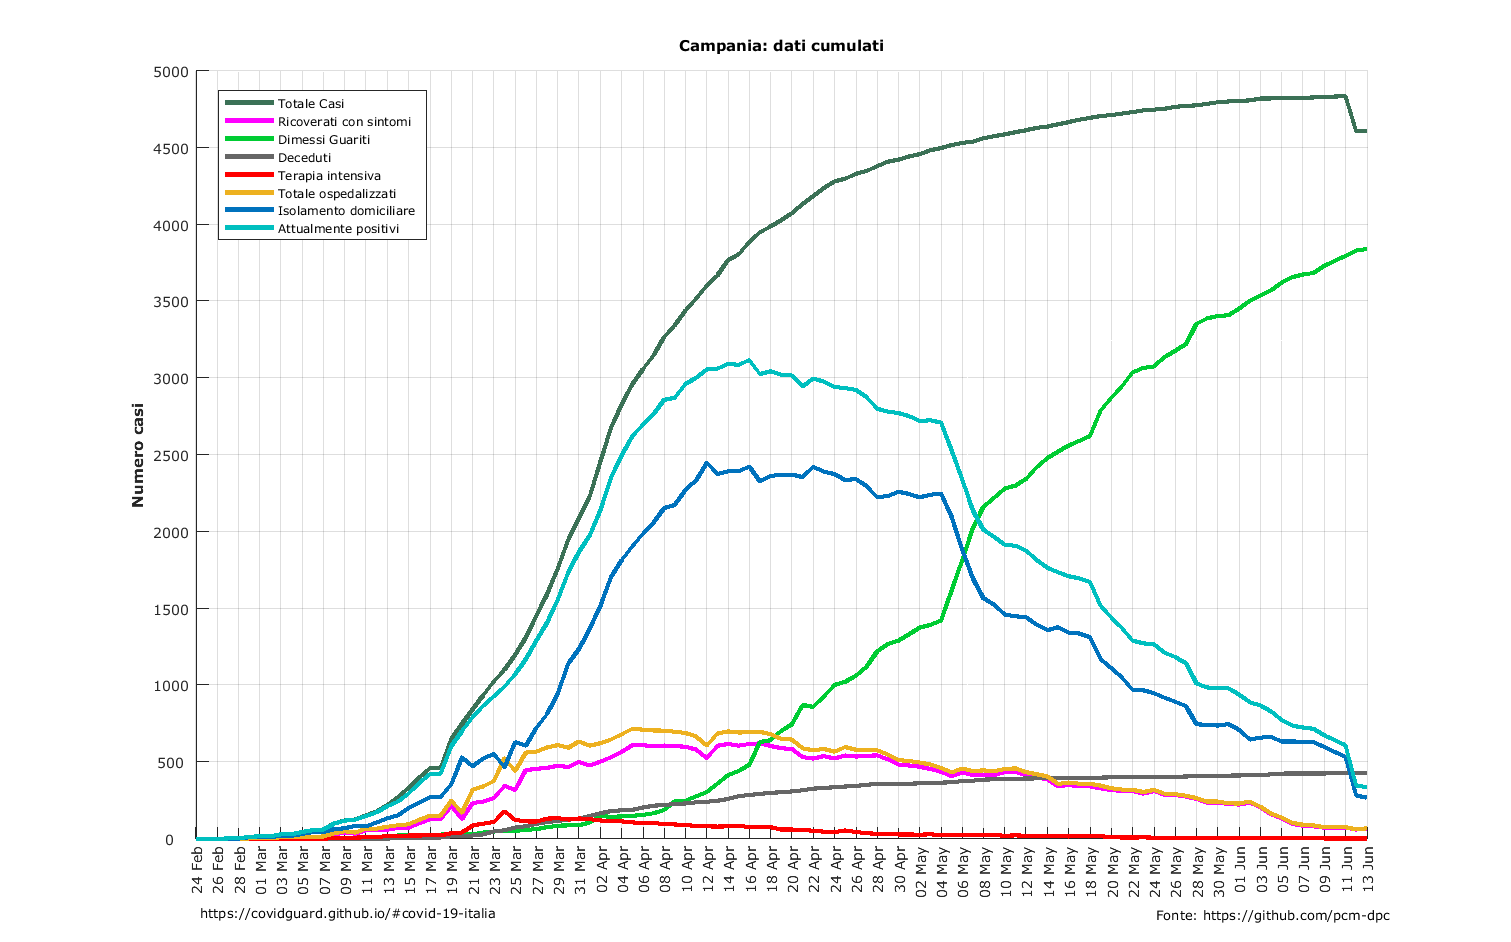 Campania: dati cumulati
Numero casi
5000
4500
4000
3500
3000
2500
2000
1500
1000
500
0
Totale Casi
Ricoverati con sintomi
Dimessi Guariti
Deceduti
Terapia intensiva
Totale ospedalizzati
Isolamento domiciliare
Attualmente positivi
24 Feb
26 Feb
28 Feb
01 Mar
03 Mar
05 Mar
07 Mar
09 Mar
11 Mar
13 Mar
15 Mar
17 Mar
19 Mar
21 Mar
23 Mar
25 Mar
27 Mar
29 Mar
31 Mar
02 Apr
04 Apr
06 Apr
08 Apr
10 Apr
12 Apr
14 Apr
16 Apr
18 Apr
20 Apr
22 Apr
24 Apr
26 Apr
28 Apr
30 Apr
02 May
04 May
06 May
08 May
10 May
12 May
14 May
16 May
18 May
20 May
22 May
24 May
26 May
28 May
30 May
01 Jun
03 Jun
05 Jun
07 Jun
09 Jun
11 Jun
13 Jun
https://covidguard.github.io/#covid-19-italia
Fonte: https://github.com/pcm-dpc